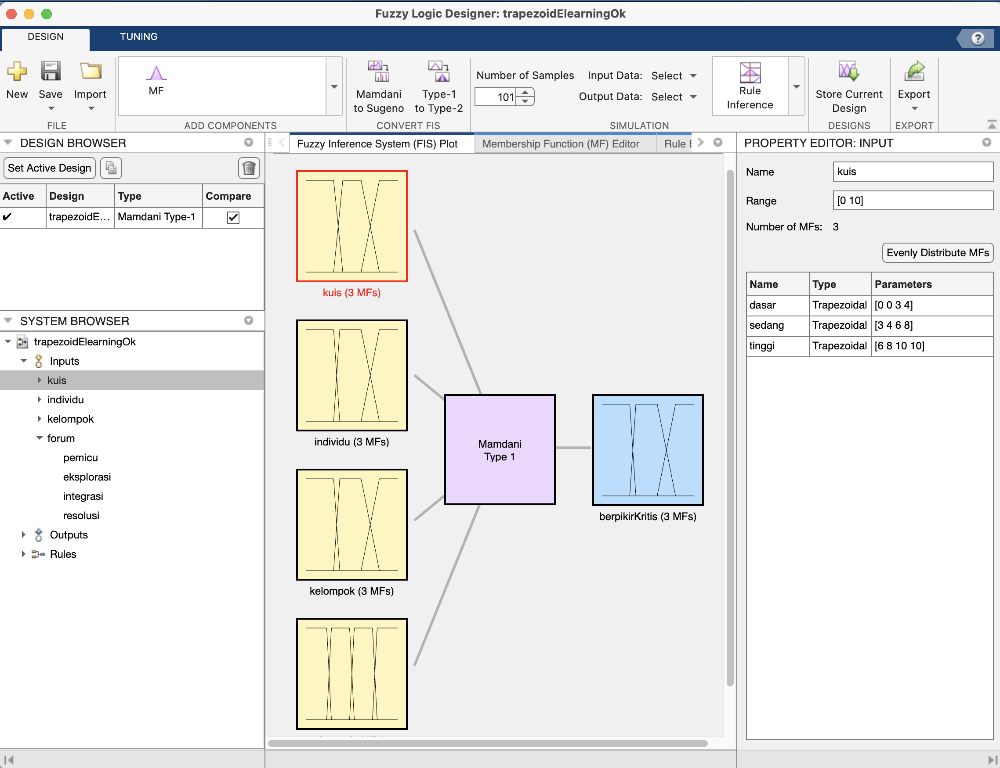 Fuzzy Logic Designer: trapezoidElearningOk
DESIGN
TUNING
New
Save
Import
FILE
MF
ADD COMPONENTS
Mamdani
to Sugeno
Type-1
to Type-2
CONVERT FIS
Number of Samples
101
Input Data: Select
Output Data: Select
Rule
Inference
SIMULATION
Store Current
Design
DESIGNS
Export
EXPORT
DESIGN BROWSER
Set Active Design
Active Design Type Compare
trapezoidE... Mamdani Type-1
SYSTEM BROWSER
trapezoidElearningOk
Inputs
kuis
individu
kelompok
forum
pemicu
eksplorasi
integrasi
resolusi
Outputs
Rules
Fuzzy Inference System (FIS) Plot
Membership Function (MF) Editor
Rule
kuis (3 MFs)
individu (3 MFs)
kelompok (3 MFs)
Mamdani
Type 1
berpikirKritis (3 MFs)
PROPERTY EDITOR: INPUT
Name kuis
Range [0 10]
Number of MFs: 3
Evenly Distribute MFs
Name Type Parameters
dasar Trapezoidal [0 0 3 4]
sedang Trapezoidal [3 4 6 8]
tinggi Trapezoidal [6 8 10 10]